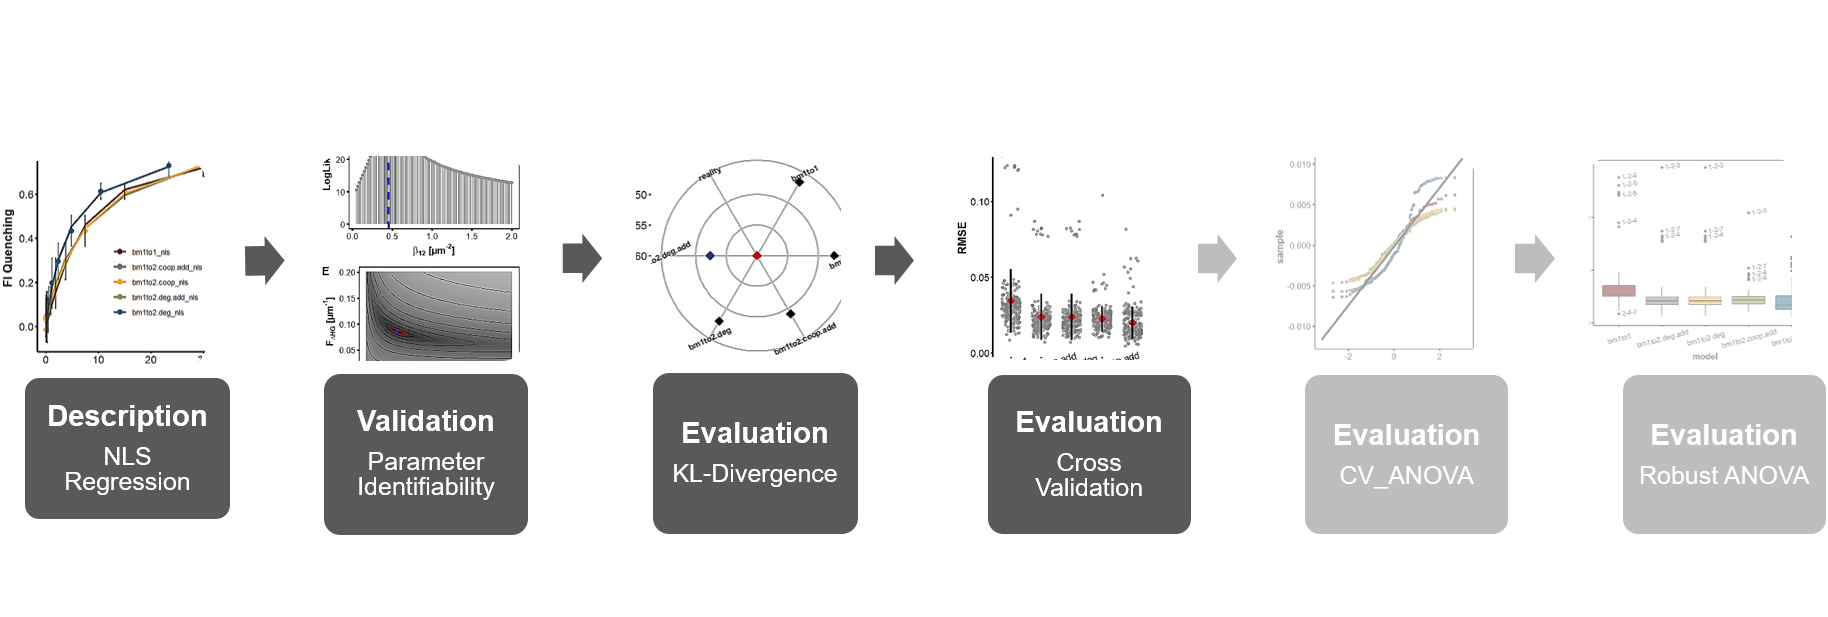 FI Quenching
0.6
0.4
0.2
0.0
0
10
20
bm1to1_nls
bm1to2.coop.add_nls
bm1to2.coop_nls
bm1to2.deg.add_nls
bm1to2.deg_nls
LogLik
20
10
0
0.0
0.5
1.0
1.5
2.0
β12 [µm-2]
E
0.20
0.15
0.10
0.05
reality
bm1to1
50
55
60
.o2.deg.add
bm
bm1to2.deg
bm1to2.coop.add
RMSE
0.10
0.05
0.00
add
add
sample
0.010
0.005
0.000
-0.005
-0.010
-2
0
2
1-2-4
1-2-6
1-2-6
1-2-4
2-4-7
1-2-3
1-2-7
1-2-4
1-2-3
1-2-7
1-2-4
1-2-3
1-2-7
1-2-4
1-2-6
bm1to1
bm1to2.deg.add
bm1to2.deg
bm1to2.coop.add
bm1to
model
Description
NLS
Regression
Validation
Parameter
Identifiability
Evaluation
KL-Divergence
Evaluation
Cross
Validation
Evaluation
CV_ANOVA
Evaluation
Robust ANOVA